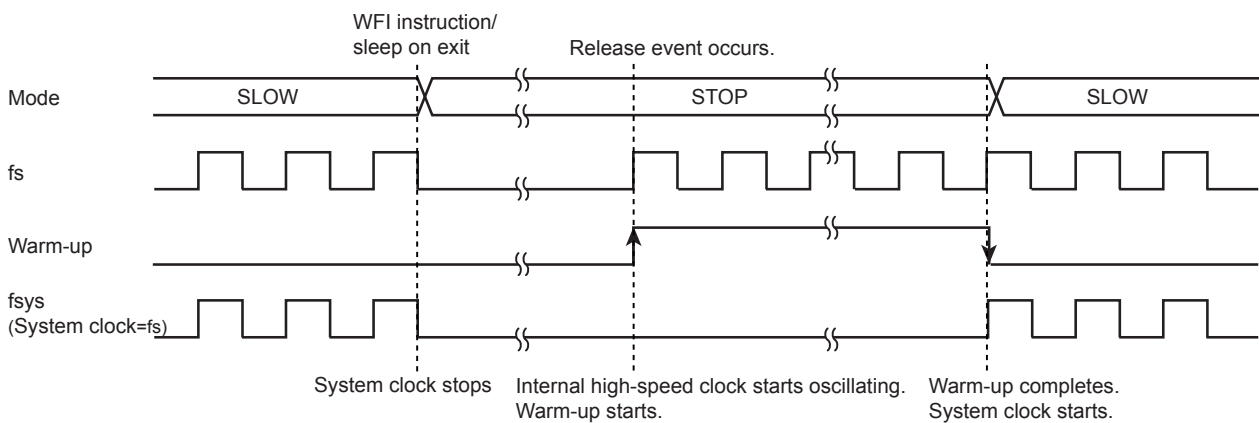 WFI instruction/
sleep on exit
Release event occurs.
Mode
SLOW
STOP
SLOW
fs
Warm-up
fsys
(System clock=fs)
System clock stops
Internal high-speed clock starts oscillating.
Warm-up starts.
Warm-up completes.
System clock starts.